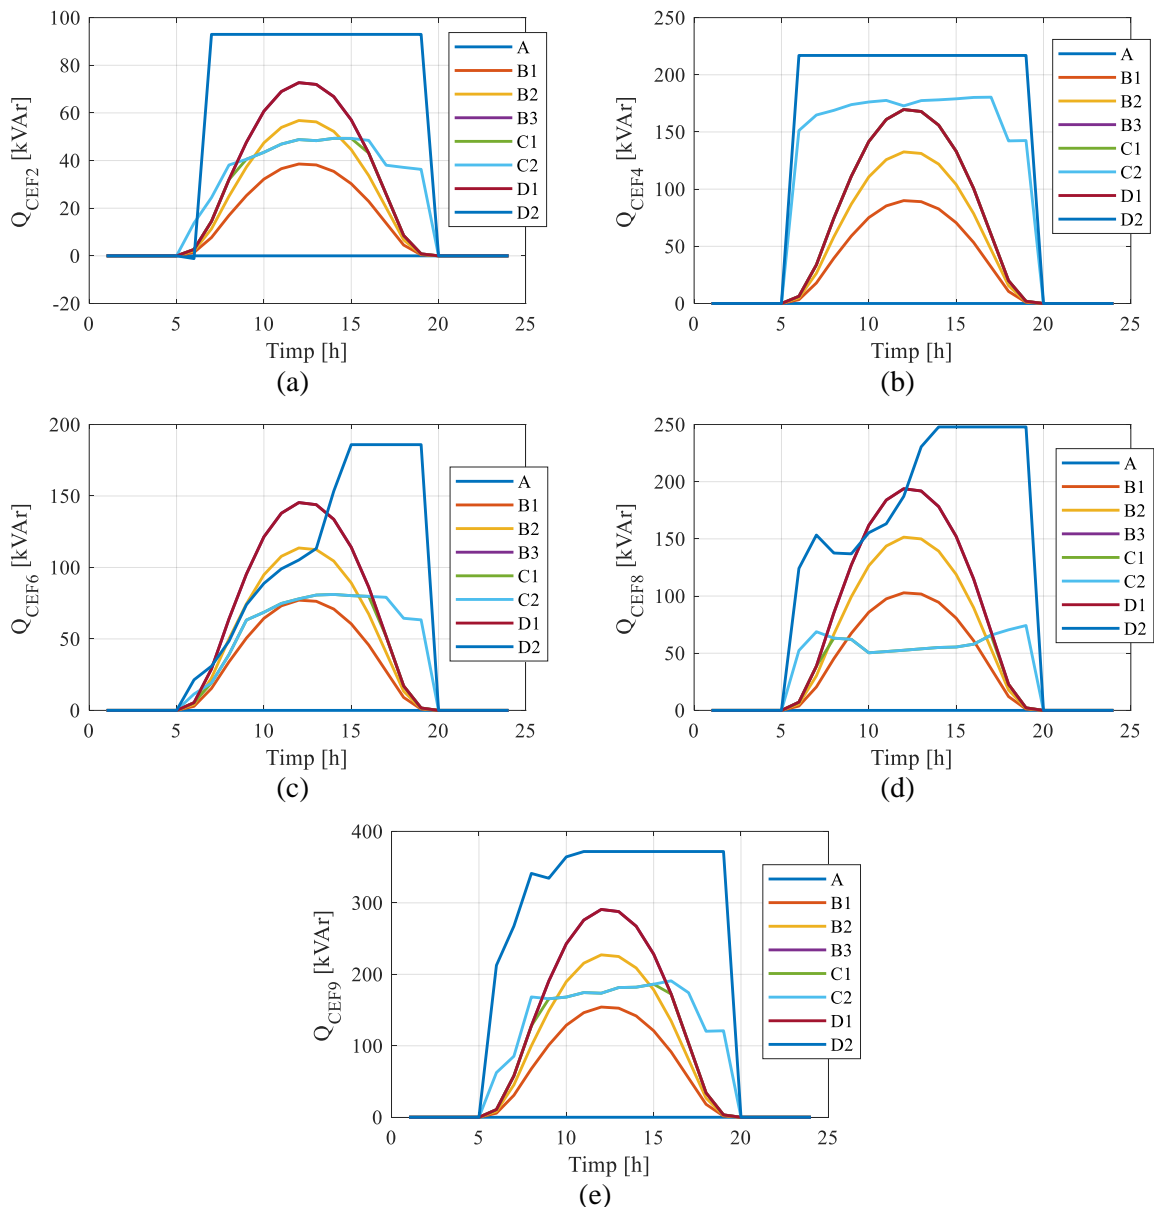 100
80
60
40
20
0
-20
Q_CEF2 [kVAr]
0 5 10 15 20 25
Timp [h]
A
B1
B2
B3
C1
C2
D1
D2
(a)
250
200
150
100
50
0
Q_CEF4 [kVAr]
0 5 10 15 20 25
Timp [h]
A
B1
B2
B3
C1
C2
D1
D2
(b)
200
150
100
50
0
Q_CEF6 [kVAr]
0 5 10 15 20 25
Timp [h]
A
B1
B2
B3
C1
C2
D1
D2
(c)
250
200
150
100
50
0
Q_CEF8 [kVAr]
0 5 10 15 20 25
Timp [h]
A
B1
B2
B3
C1
C2
D1
D2
(d)
400
300
200
100
0
Q_CEF9 [kVAr]
0 5 10 15 20 25
Timp [h]
A
B1
B2
B3
C1
C2
D1
D2
(e)